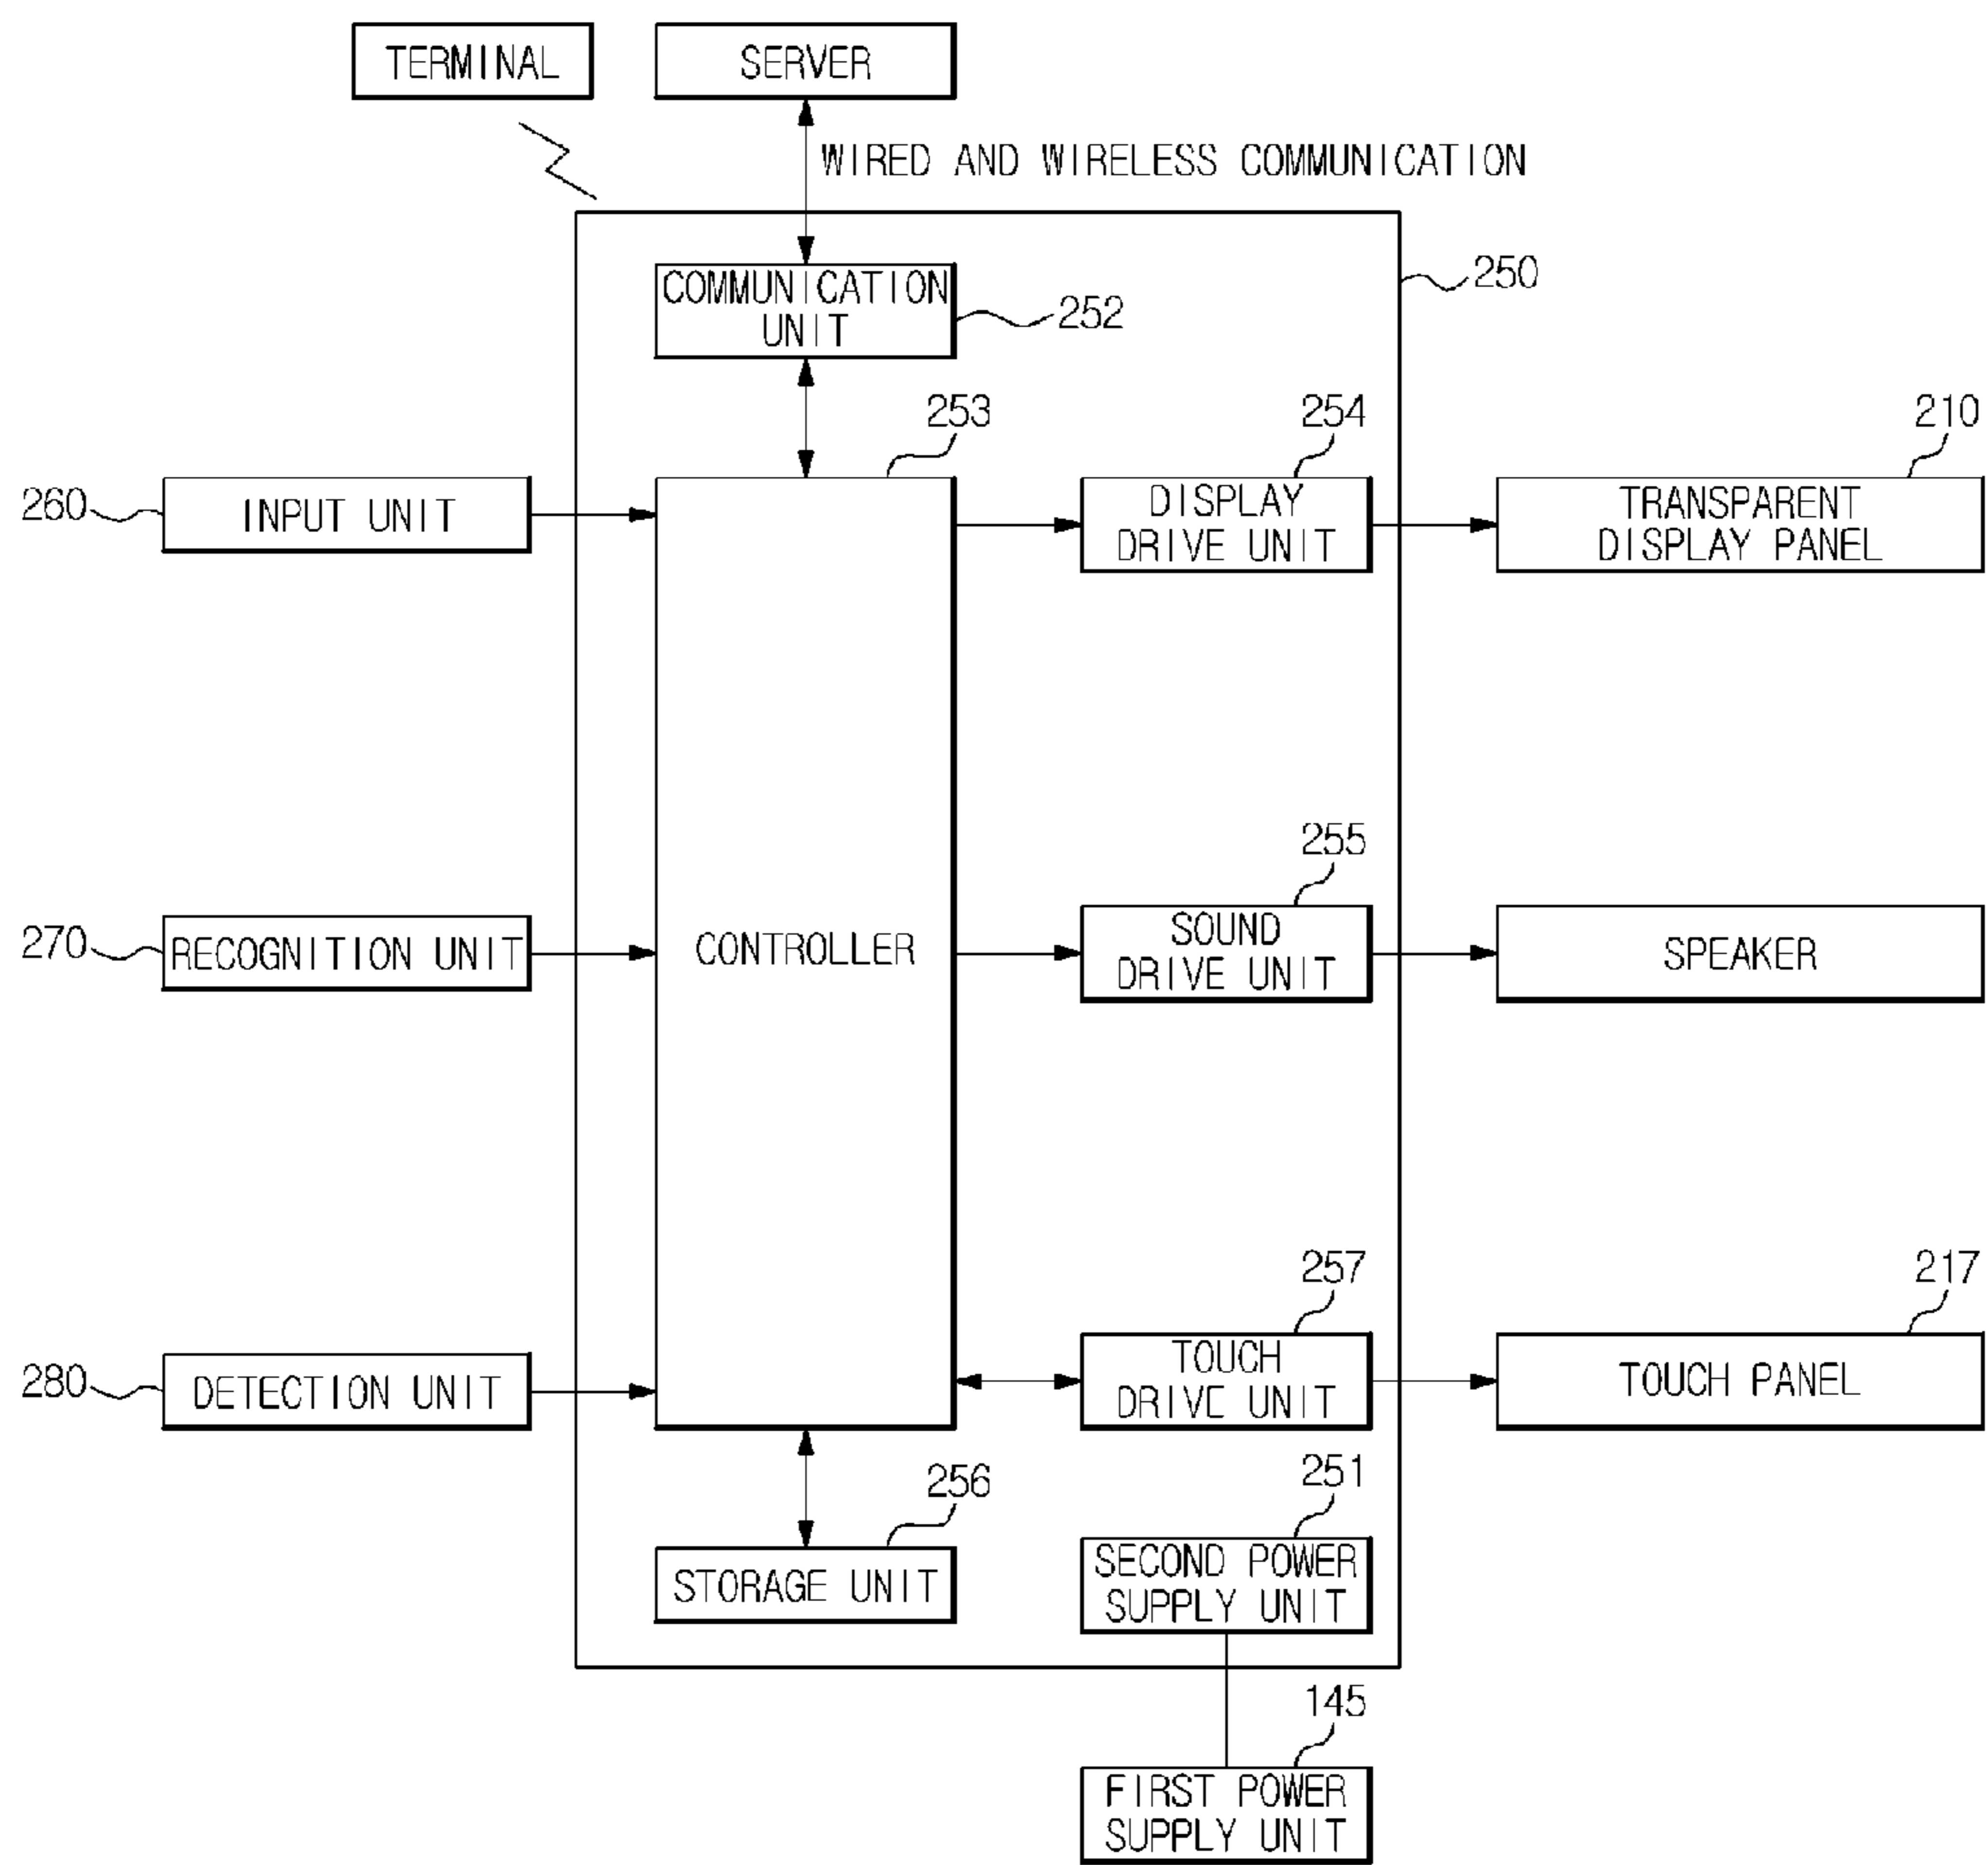 TERMINAL
SERVER
WIRED AND WIRELESS COMMUNICATION
250
COMMUNICATION
UNIT
252
253
254
210
260
INPUT UNIT
DISPLAY
DRIVE UNIT
TRANSPARENT
DISPLAY PANEL
255
270
RECOGNITION UNIT
CONTROLLER
SOUND
DRIVE UNIT
SPEAKER
257
217
280
DETECTION UNIT
TOUCH
DRIVE UNIT
TOUCH PANEL
256
251
STORAGE UNIT
SECOND POWER
SUPPLY UNIT
145
FIRST POWER
SUPPLY UNIT